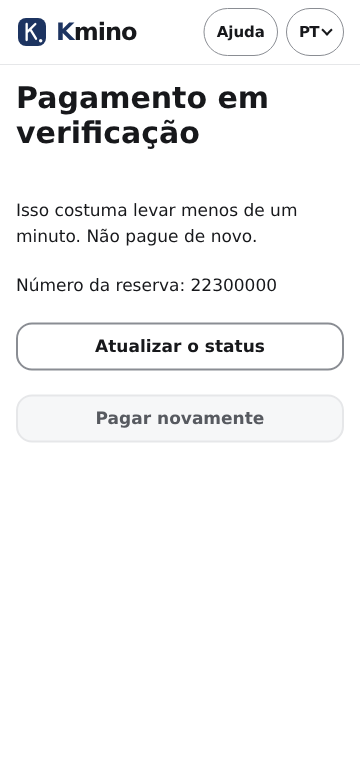 K. Kmino
Ajuda
PT
Pagamento em
verificação
Isso costuma levar menos de um
minuto. Não pague de novo.
Número da reserva: 22300000
Atualizar o status
Pagar novamente